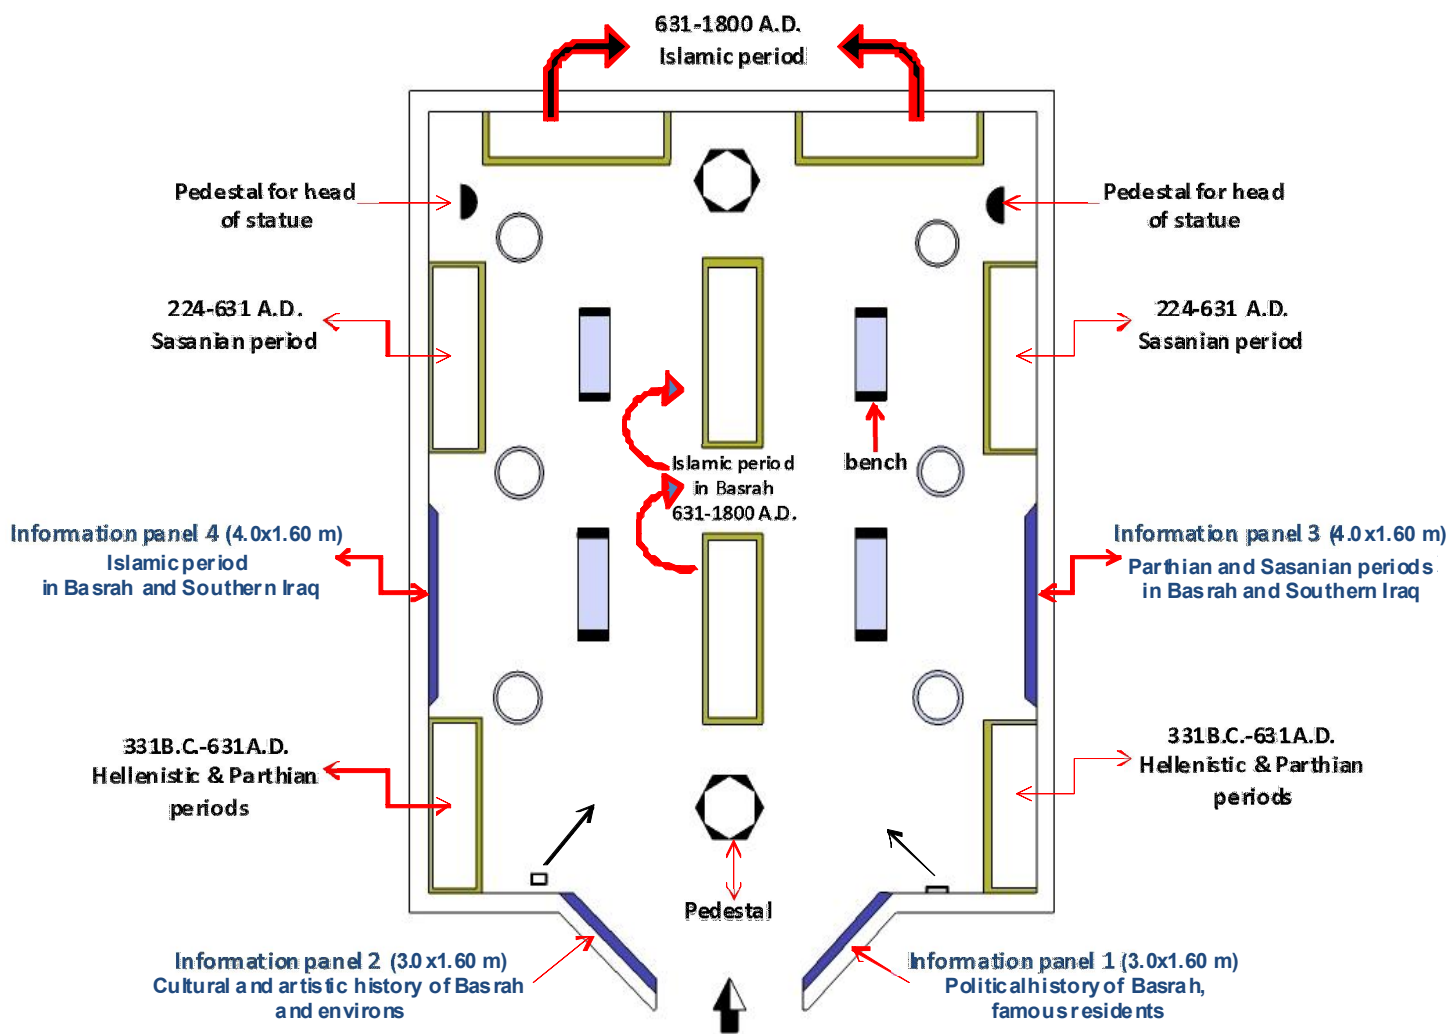 631-1800 A.D.
Islamic period
Pedestal for head
of statue
Pedestal for head
of statue
224-631 A.D.
Sasanian period
224-631 A.D.
Sasanian period
Islamic period
in Basrah
631-1800 A.D.
bench
Information panel 4 (4.0x1.60 m)
Islamic period
in Basrah and Southern Iraq
Information panel 3 (4.0x1.60 m)
Parthian and Sasanian periods
in Basrah and Southern Iraq
331B.C.-631A.D.
Hellenistic & Parthian
periods
331B.C.-631A.D.
Hellenistic & Parthian
periods
Pedestal
Information panel 2 (3.0x1.60 m)
Cultural and artistic history of Basrah
and environs
Information panel 1 (3.0x1.60 m)
Political history of Basrah,
famous residents